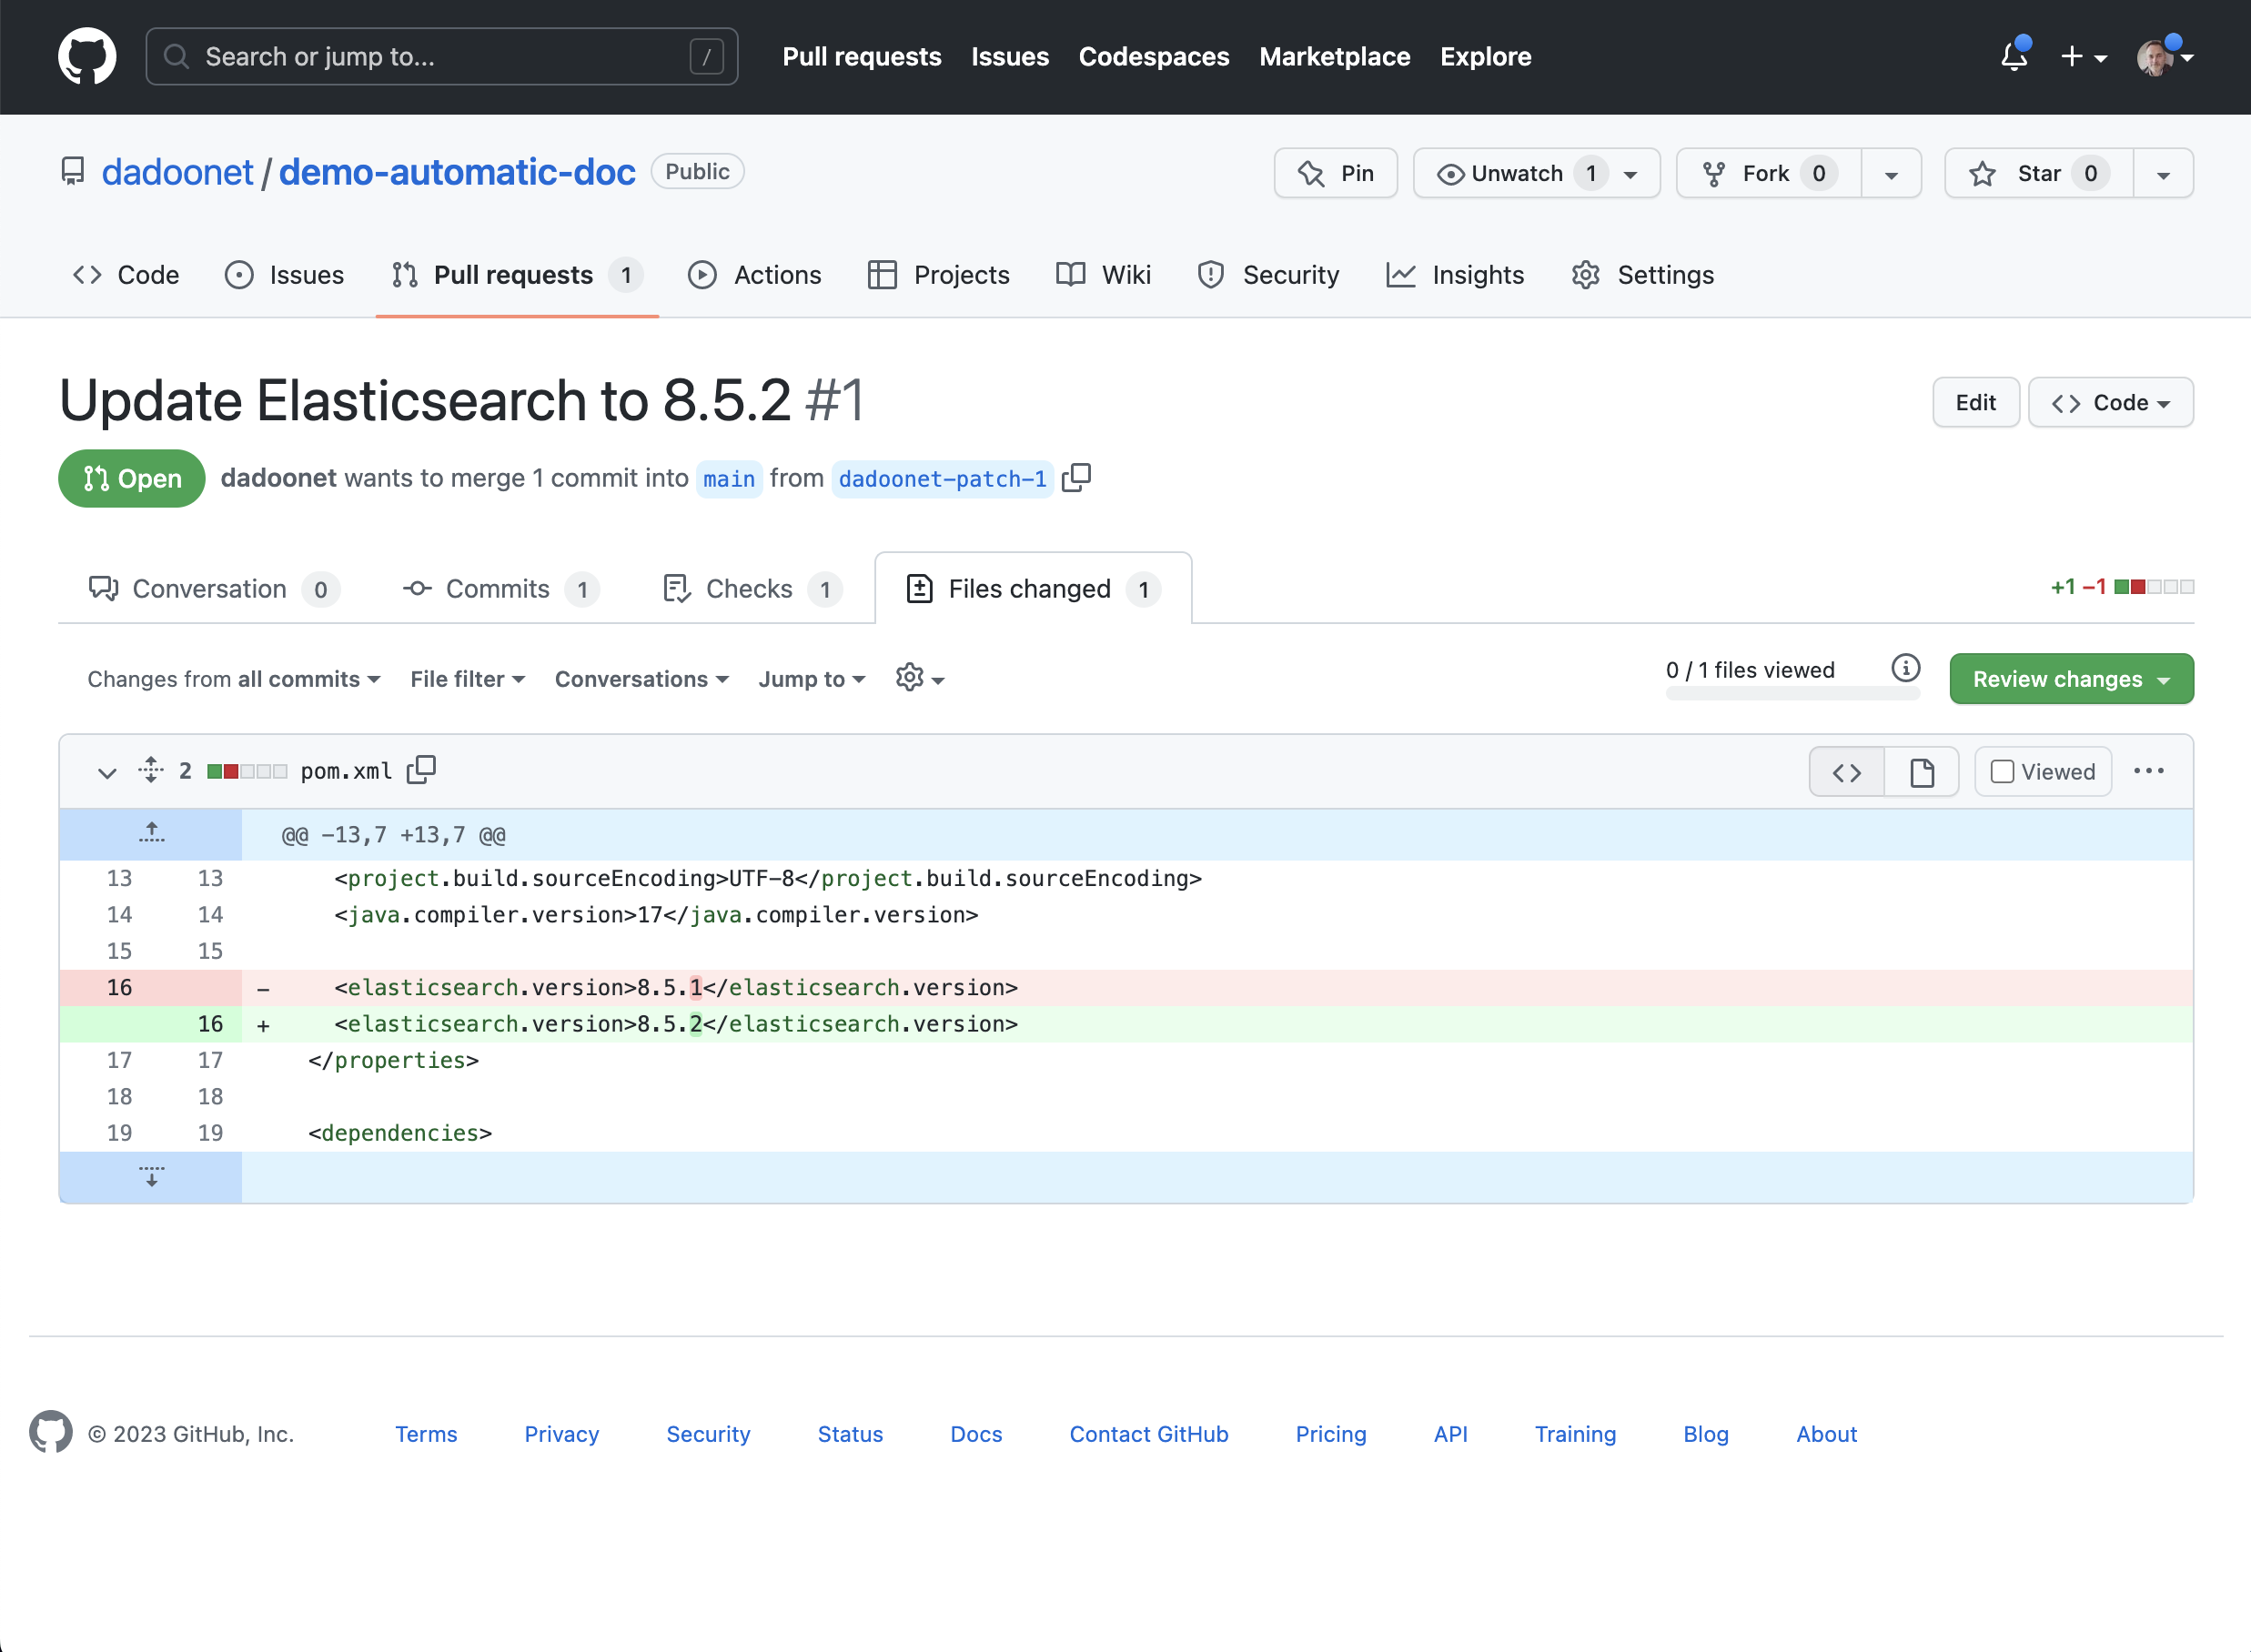 Search or jump to... / Pull requests Issues Codespaces Marketplace Explore
dadoonet / demo-automatic-doc Public Pin Unwatch 1 Fork 0 Star 0
Code Issues Pull requests 1 Actions Projects Wiki Security Insights Settings
Update Elasticsearch to 8.5.2 #1 Edit Code
Open dadoonet wants to merge 1 commit into main from dadoonet-patch-1
Conversation 0 Commits 1 Checks 1 Files changed 1 +1 −1
Changes from all commits File filter Conversations Jump to 0 / 1 files viewed Review changes
2 pom.xml Viewed
@@ -13,7 +13,7 @@
13 13 <project.build.sourceEncoding>UTF-8</project.build.sourceEncoding>
14 14 <java.compiler.version>17</java.compiler.version>
15 15
16 - <elasticsearch.version>8.5.1</elasticsearch.version>
16 + <elasticsearch.version>8.5.2</elasticsearch.version>
17 17 </properties>
18 18
19 19 <dependencies>
© 2023 GitHub, Inc. Terms Privacy Security Status Docs Contact GitHub Pricing API Training Blog About